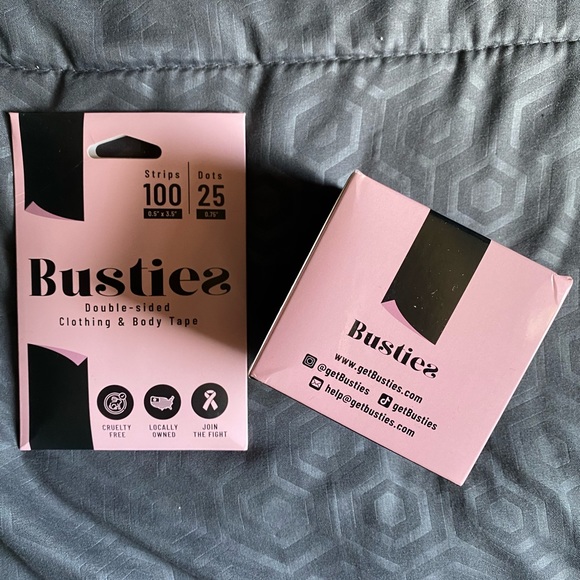 Strips Dots
100 25
0.5" x 3.5" 0.75"
Busties
Double-sided
Clothing & Body Tape
CRUELTY FREE
LOCALLY OWNED
JOIN THE FIGHT
Busties
www.getBusties.com
@getBusties getBusties
help@getbusties.com